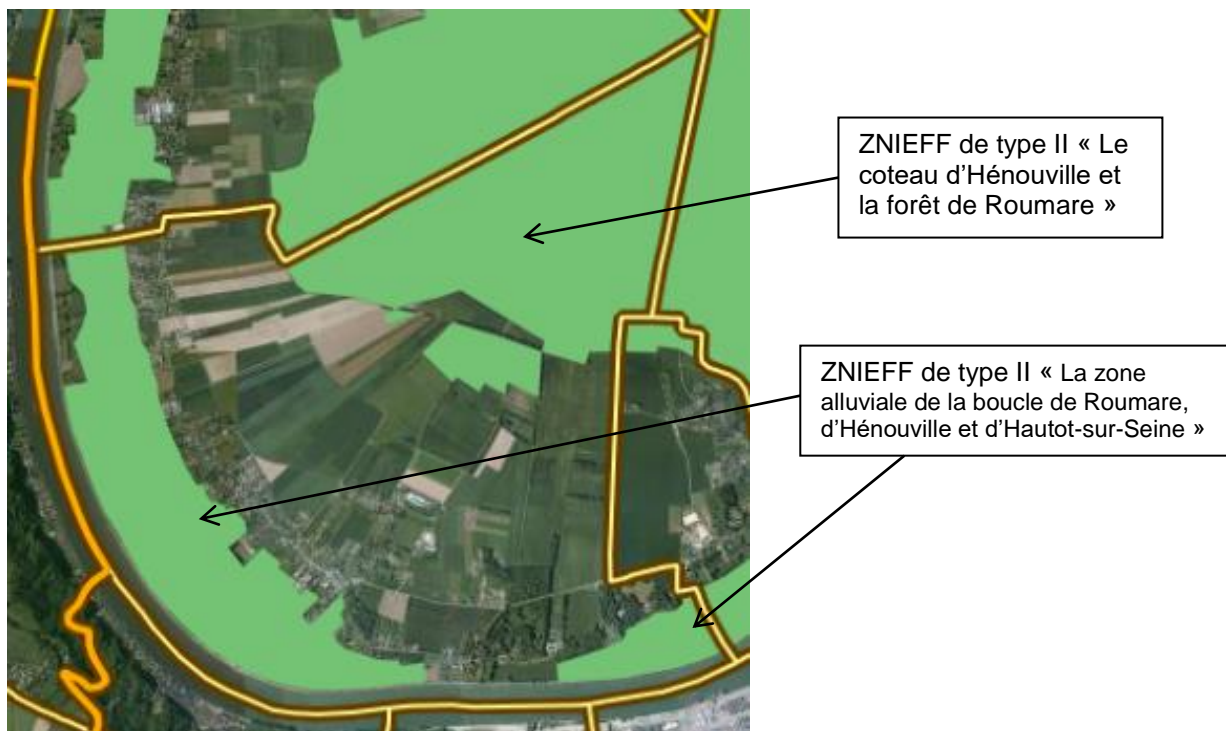 ZNIEFF de type II « Le
coteau d’Hénouville et
la forêt de Roumare »
ZNIEFF de type II « La zone
alluviale de la boucle de Roumare,
d’Hénouville et d’Hautot-sur-Seine »